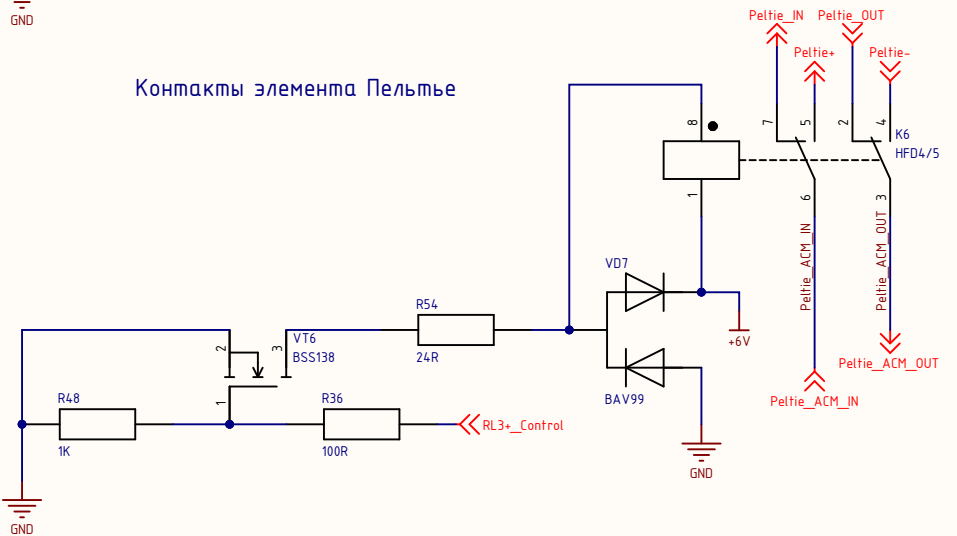 GND
Peltie_IN
Peltie_OUT
Peltie+
Peltie-
Контакты элемента Пельтье
8
7
5
2
4
K6
HFD4/5
1
6
3
Peltie_ACM_IN
Peltie_ACM_OUT
VD7
R54
+6V
24R
2
3
VT6
BSS138
Peltie_ACM_OUT
Peltie_ACM_IN
BAV99
R48
1
R36
RL3+_Control
1K
100R
GND
GND